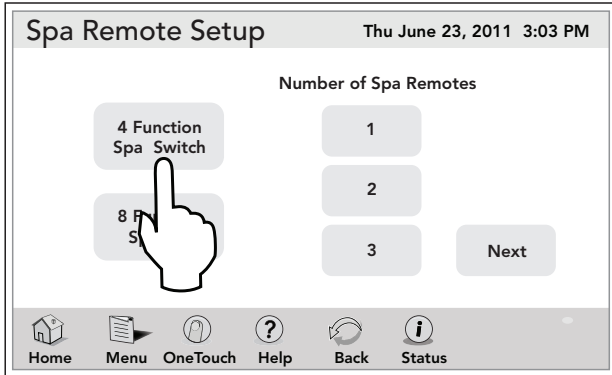 Spa Remote Setup
Thu June 23, 2011 3:03 PM
Number of Spa Remotes
4 Function
Spa Switch
1
2
8
3
Next
?
i
Home
Menu
OneTouch
Help
Back
Status